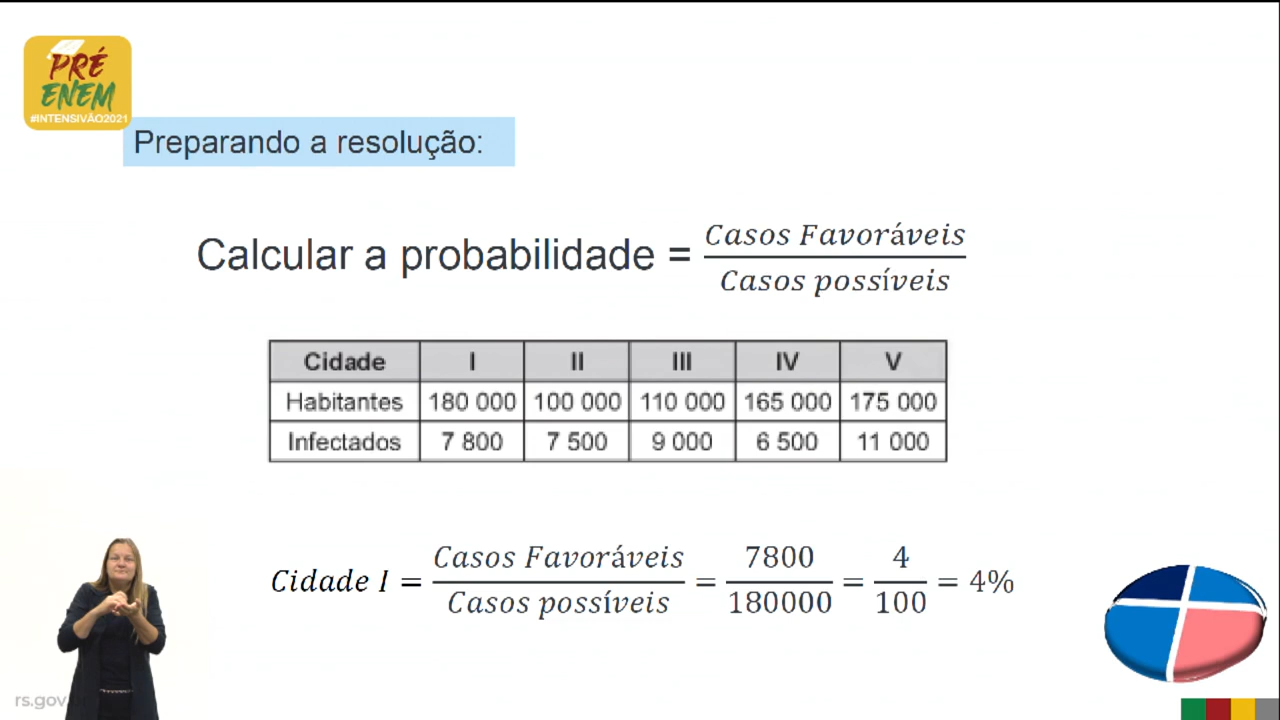 PRÉ
ENEM
#INTENSIVÃO2021
Preparando a resolução:
Calcular a probabilidade = Casos Favoráveis / Casos possíveis
Cidade I II III IV V
Habitantes 180 000 100 000 110 000 165 000 175 000
Infectados 7 800 7 500 9 000 6 500 11 000
Cidade I = Casos Favoráveis / Casos possíveis = 7800 / 180000 = 4 / 100 = 4%